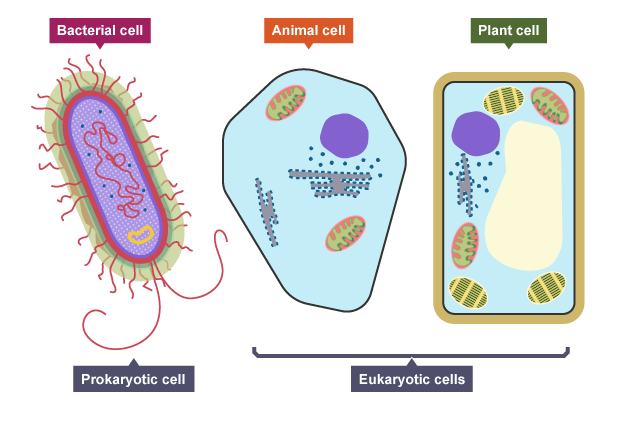 Bacterial cell
Animal cell
Plant cell
Prokaryotic cell
Eukaryotic cells